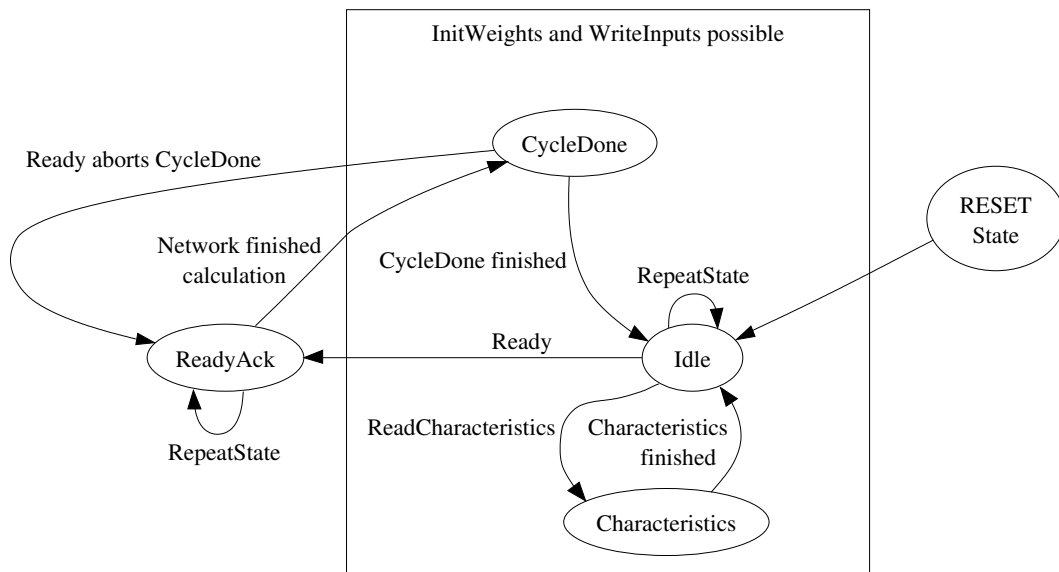 InitWeights and WriteInputs possible
CycleDone
Ready aborts CycleDone
RESET
State
Network finished
calculation
CycleDone finished
RepeatState
Ready
ReadyAck
Idle
ReadCharacteristics
Characteristics
finished
RepeatState
Characteristics